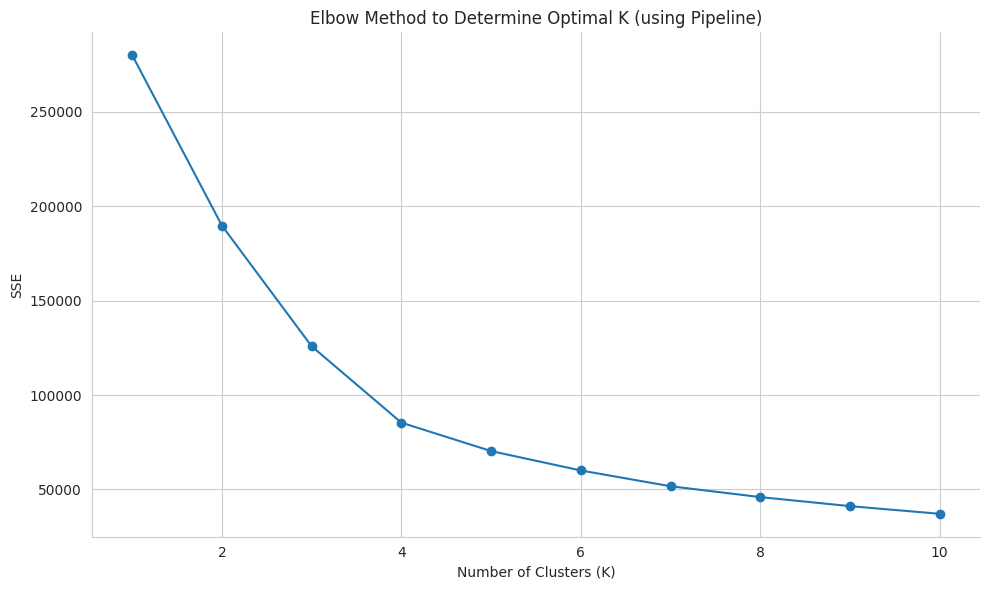 Elbow Method to Determine Optimal K (using Pipeline)
250000
200000
150000
100000
50000
SSE
2 4 6 8 10
Number of Clusters (K)